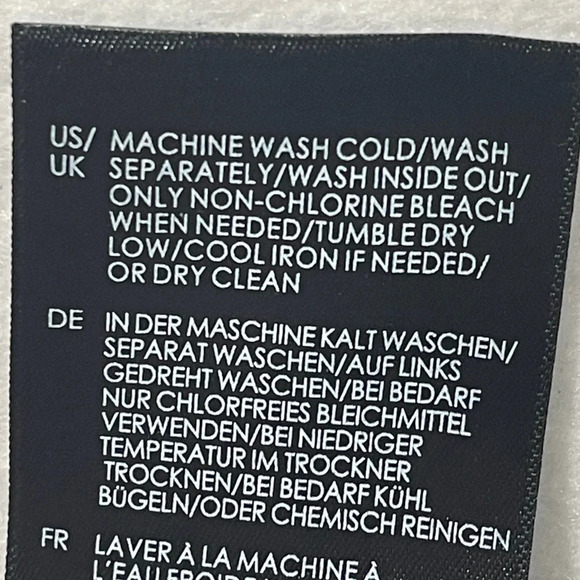 US/ MACHINE WASH COLD/WASH
UK SEPARATELY/WASH INSIDE OUT/
ONLY NON-CHLORINE BLEACH
WHEN NEEDED/TUMBLE DRY
LOW/COOL IRON IF NEEDED/
OR DRY CLEAN
DE IN DER MASCHINE KALT WASCHEN/
SEPARAT WASCHEN/AUF LINKS
GEDREHT WASCHEN/BEI BEDARF
NUR CHLORFREIES BLEICHMITTEL
VERWENDEN/BEI NIEDRIGER
TEMPERATUR IM TROCKNER
TROCKNEN/BEI BEDARF KÜHL
BÜGELN/ODER CHEMISCH REINIGEN
FR LAVER À LA MACHINE À